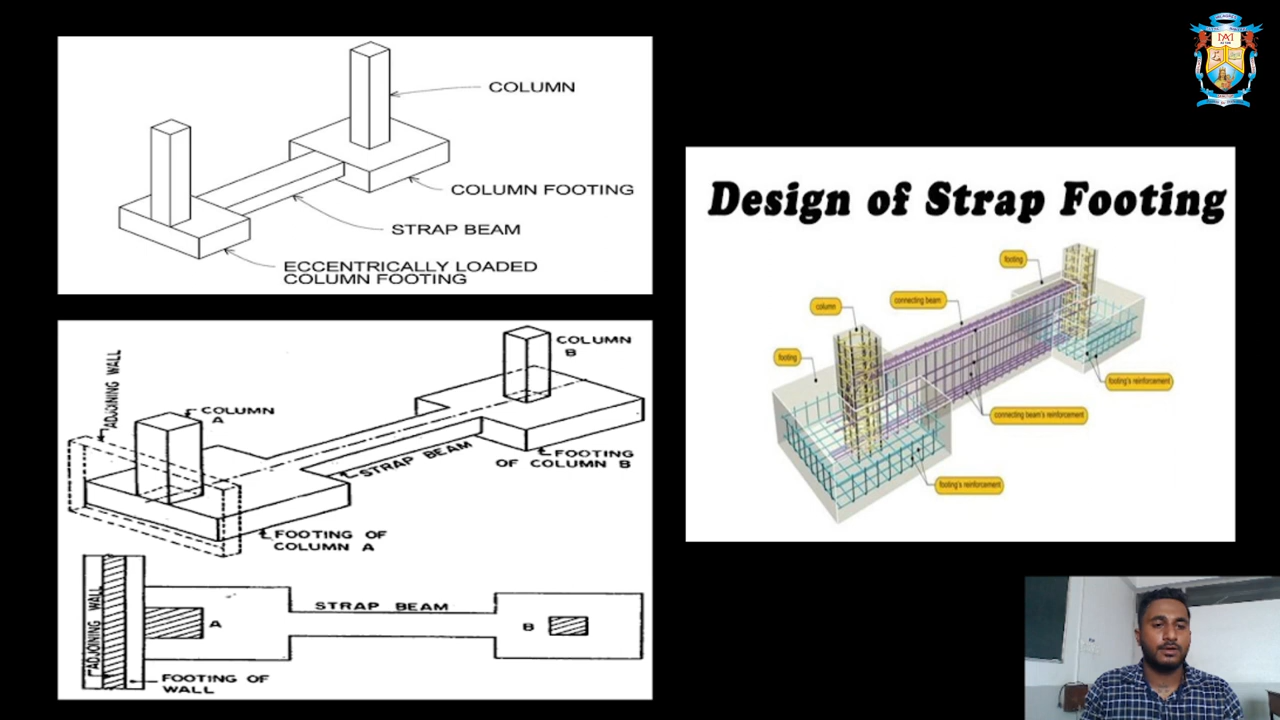 COLUMN
COLUMN FOOTING
STRAP BEAM
ECCENTRICALLY LOADED
COLUMN FOOTING
ADJOINING WALL
COLUMN
A
COLUMN
B
STRAP BEAM
FOOTING
OF COLUMN B
FOOTING OF
COLUMN A
ADJOINING WALL
A
STRAP BEAM
B
FOOTING OF
WALL
Design of Strap Footing
footing
connecting beam
column
footing
footing's reinforcement
connecting beam's reinforcement
footing's reinforcement